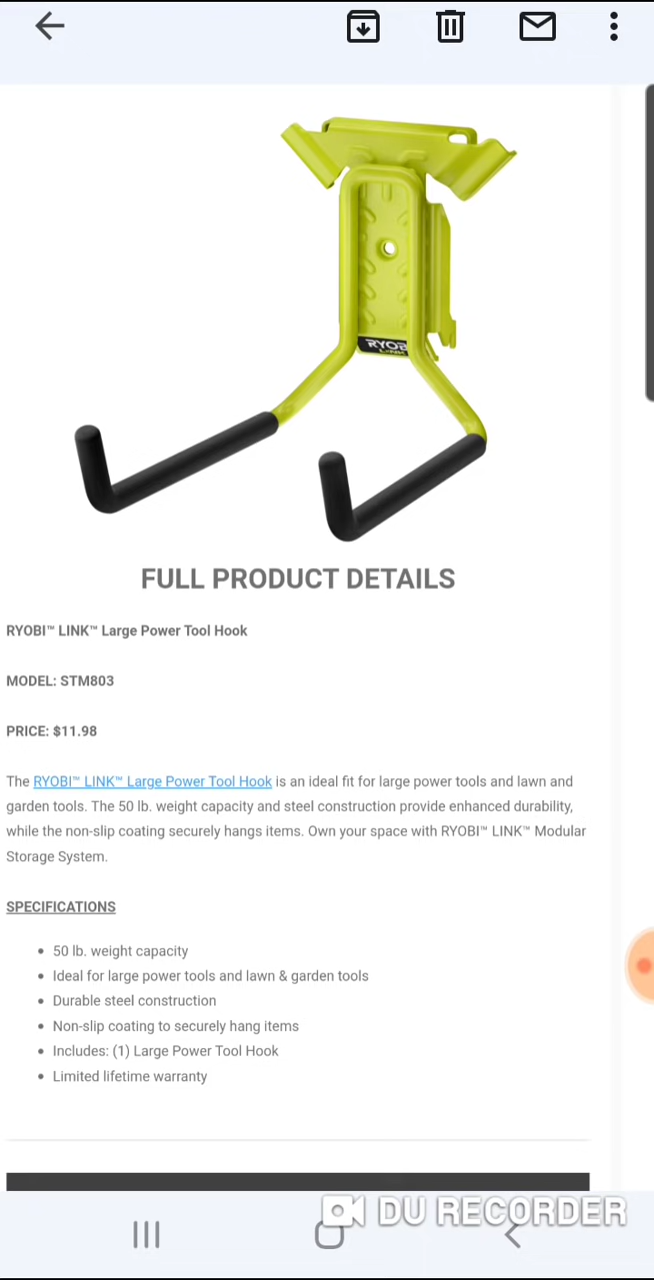 RYOBI
LINK
FULL PRODUCT DETAILS
RYOBI™ LINK™ Large Power Tool Hook
MODEL: STM803
PRICE: $11.98
The RYOBI™ LINK™ Large Power Tool Hook is an ideal fit for large power tools and lawn and
garden tools. The 50 lb. weight capacity and steel construction provide enhanced durability,
while the non-slip coating securely hangs items. Own your space with RYOBI™ LINK™ Modular
Storage System.
SPECIFICATIONS
• 50 lb. weight capacity
• Ideal for large power tools and lawn & garden tools
• Durable steel construction
• Non-slip coating to securely hang items
• Includes: (1) Large Power Tool Hook
• Limited lifetime warranty
DU RECORDER